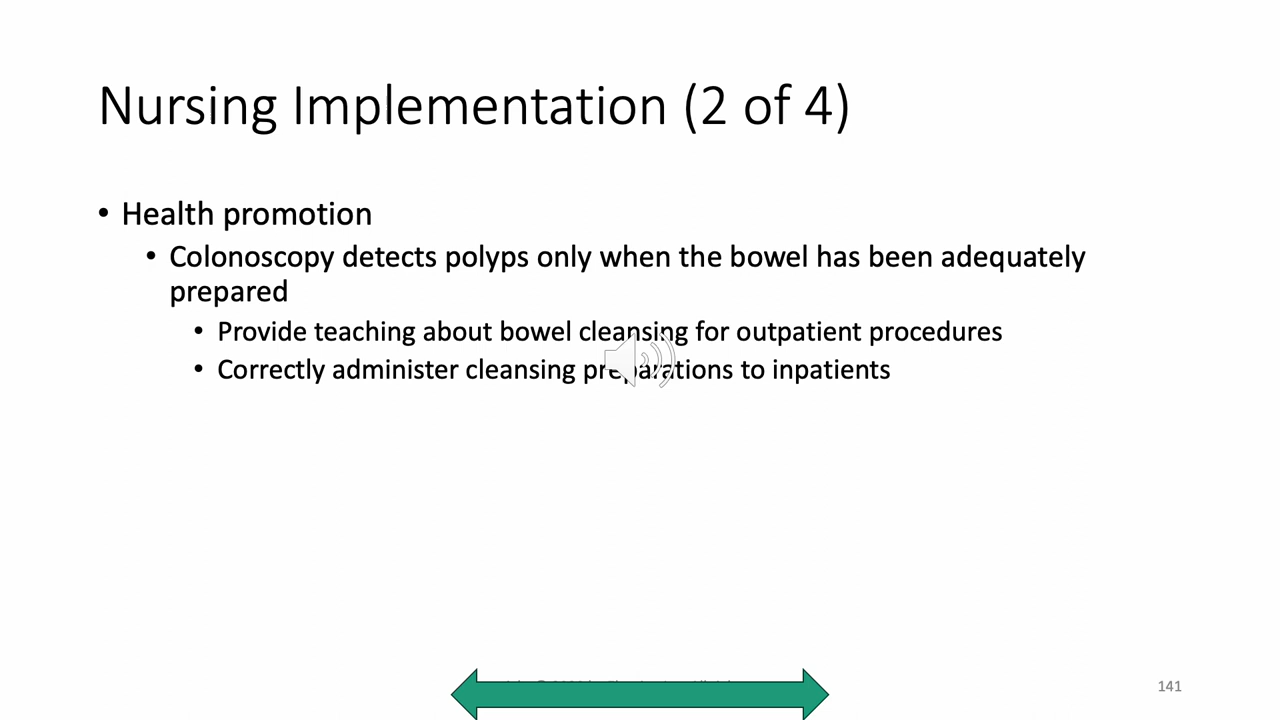 Nursing Implementation (2 of 4)
• Health promotion
• Colonoscopy detects polyps only when the bowel has been adequately
prepared
• Provide teaching about bowel cleansing for outpatient procedures
• Correctly administer cleansing preparations to inpatients
141